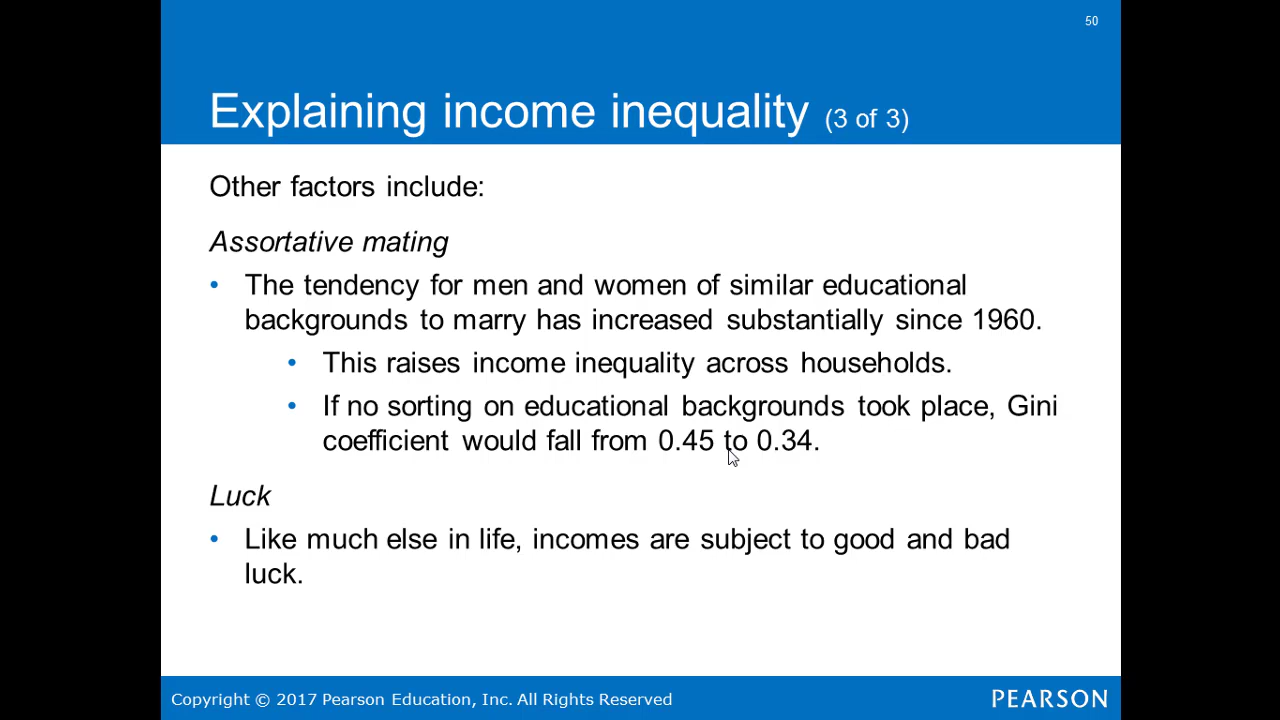 50
Explaining income inequality (3 of 3)
Other factors include:
Assortative mating
• The tendency for men and women of similar educational
backgrounds to marry has increased substantially since 1960.
• This raises income inequality across households.
• If no sorting on educational backgrounds took place, Gini
coefficient would fall from 0.45 to 0.34.
Luck
• Like much else in life, incomes are subject to good and bad
luck.
Copyright © 2017 Pearson Education, Inc. All Rights Reserved
PEARSON